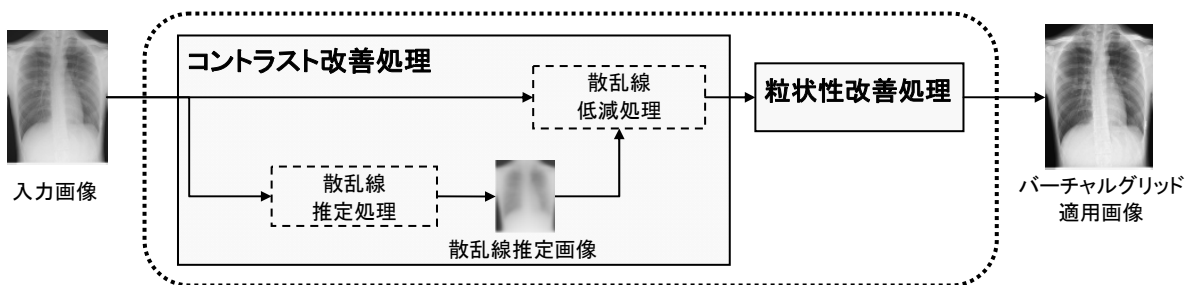 コントラスト改善処理
散乱線
低減処理
粒状性改善処理
入力画像
散乱線
推定処理
散乱線推定画像
バーチャルグリッド
適用画像